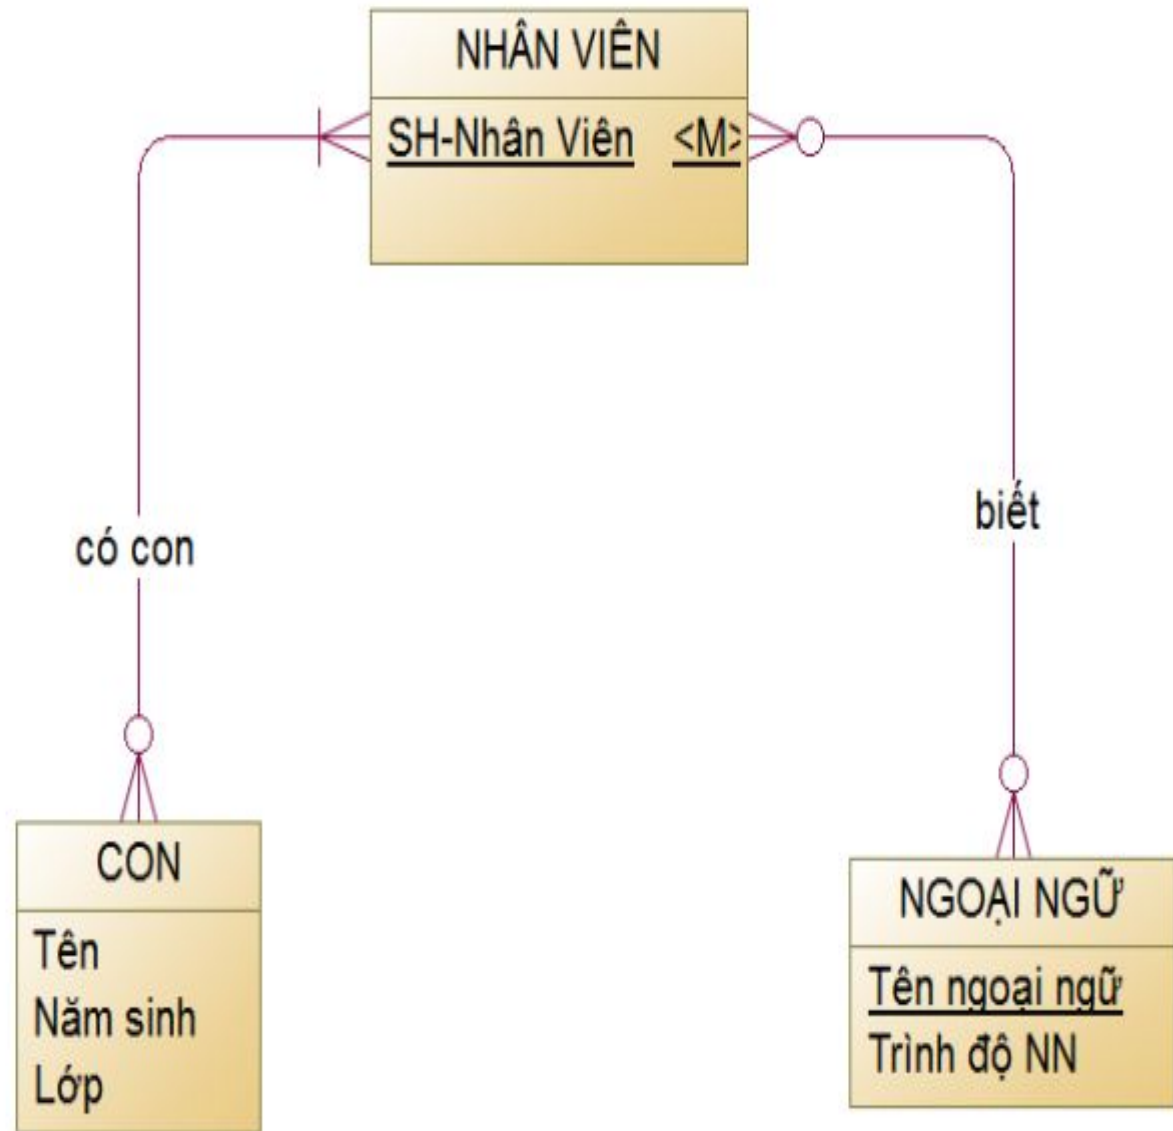 NHÂN VIÊN
SH-Nhân Viên <M>
có con
biết
CON
Tên
Năm sinh
Lớp
NGOẠI NGỮ
Tên ngoại ngữ
Trình độ NN